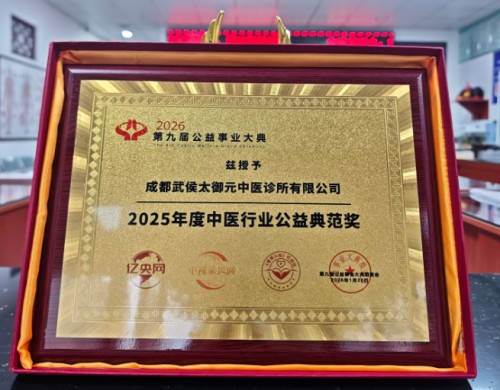 2026
第九届公益事业大典
兹授予
成都武侯太御元中医诊所有限公司
2025年度中医行业公益典范奖
亿央网